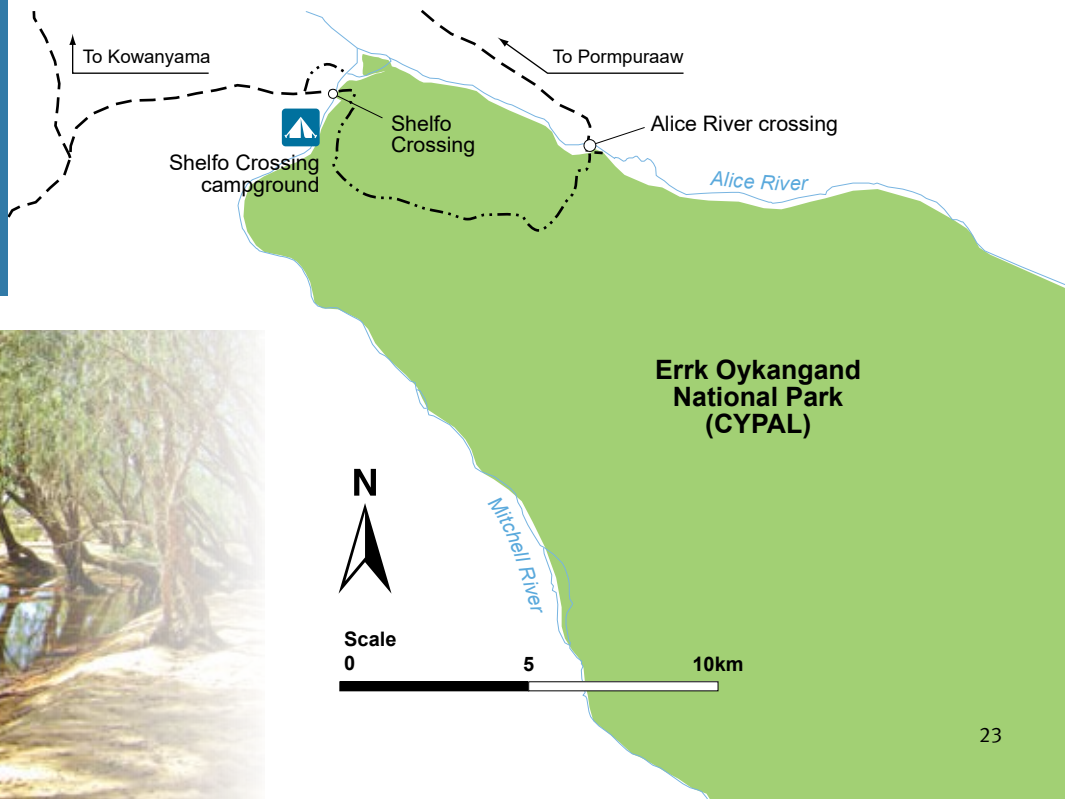 To Kowanyama
To Pormpuraaw
Shelfo
Crossing
Alice River crossing
Shelfo Crossing
campground
Alice River
Errk Oykangand
National Park
(CYPAL)
N
Mitchell River
Scale
0 5 10km
23